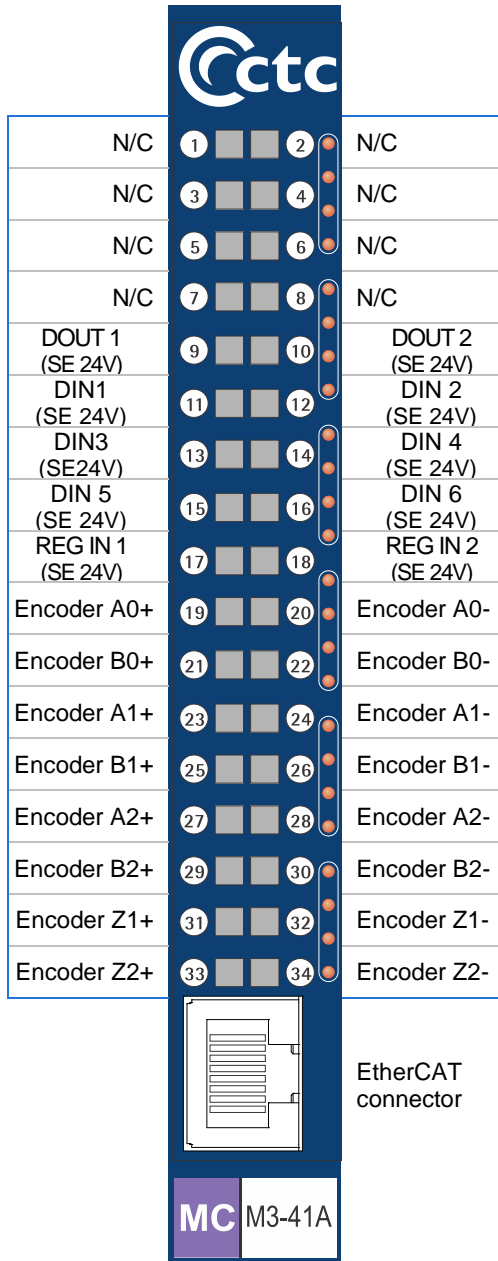 ctc
N/C 1 2 N/C
N/C 3 4 N/C
N/C 5 6 N/C
N/C 7 8 N/C
DOUT 1 9 10 DOUT 2
(SE 24V) (SE 24V)
DIN1 11 12 DIN 2
(SE 24V) (SE 24V)
DIN3 13 14 DIN 4
(SE24V) (SE 24V)
DIN 5 15 16 DIN 6
(SE 24V) (SE 24V)
REG IN 1 17 18 REG IN 2
(SE 24V) (SE 24V)
Encoder A0+ 19 20 Encoder A0-
Encoder B0+ 21 22 Encoder B0-
Encoder A1+ 23 24 Encoder A1-
Encoder B1+ 25 26 Encoder B1-
Encoder A2+ 27 28 Encoder A2-
Encoder B2+ 29 30 Encoder B2-
Encoder Z1+ 31 32 Encoder Z1-
Encoder Z2+ 33 34 Encoder Z2-
EtherCAT
connector
MC M3-41A